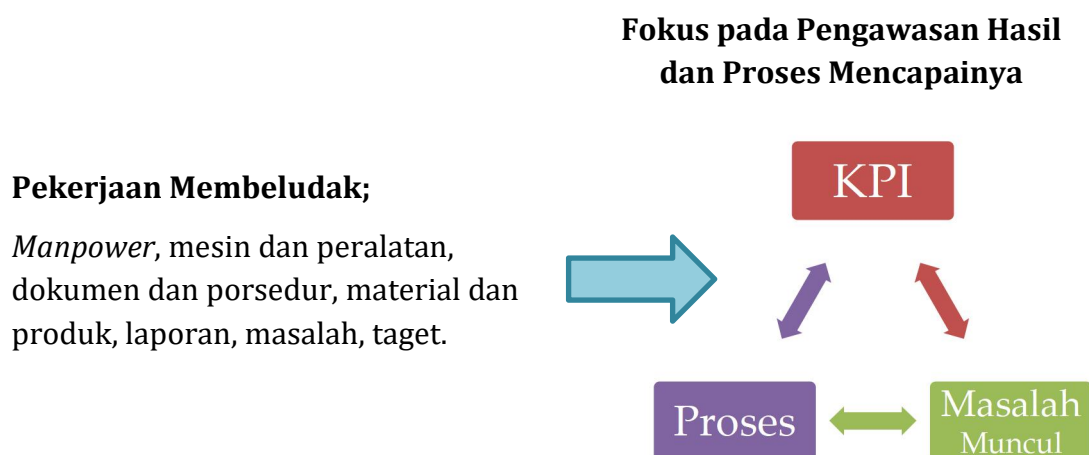 Fokus pada Pengawasan Hasil
dan Proses Mencapainya
Pekerjaan Membeludak;
Manpower, mesin dan peralatan,
dokumen dan porsedur, material dan
produk, laporan, masalah, taget.
KPI
Proses
Masalah
Muncul